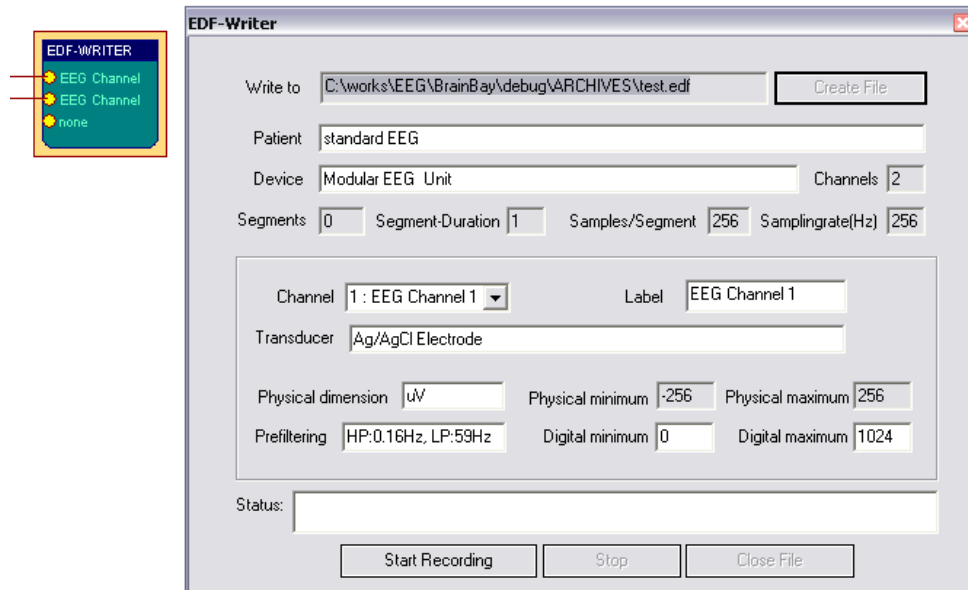 EDF-Writer
EDF-WRITER
EEG Channel
EEG Channel
none
Write to C:\works\EEG\BrainBay\debug\ARCHIVES\test.edf Create File
Patient standard EEG
Device Modular EEG  Unit Channels 2
Segments 0 Segment-Duration 1 Samples/Segment 256 Samplingrate(Hz) 256
Channel 1 : EEG Channel 1 Label EEG Channel 1
Transducer Ag/AgCl Electrode
Physical dimension uV Physical minimum -256 Physical maximum 256
Prefiltering HP:0.16Hz, LP:59Hz Digital minimum 0 Digital maximum 1024
Status:
Start Recording Stop Close File